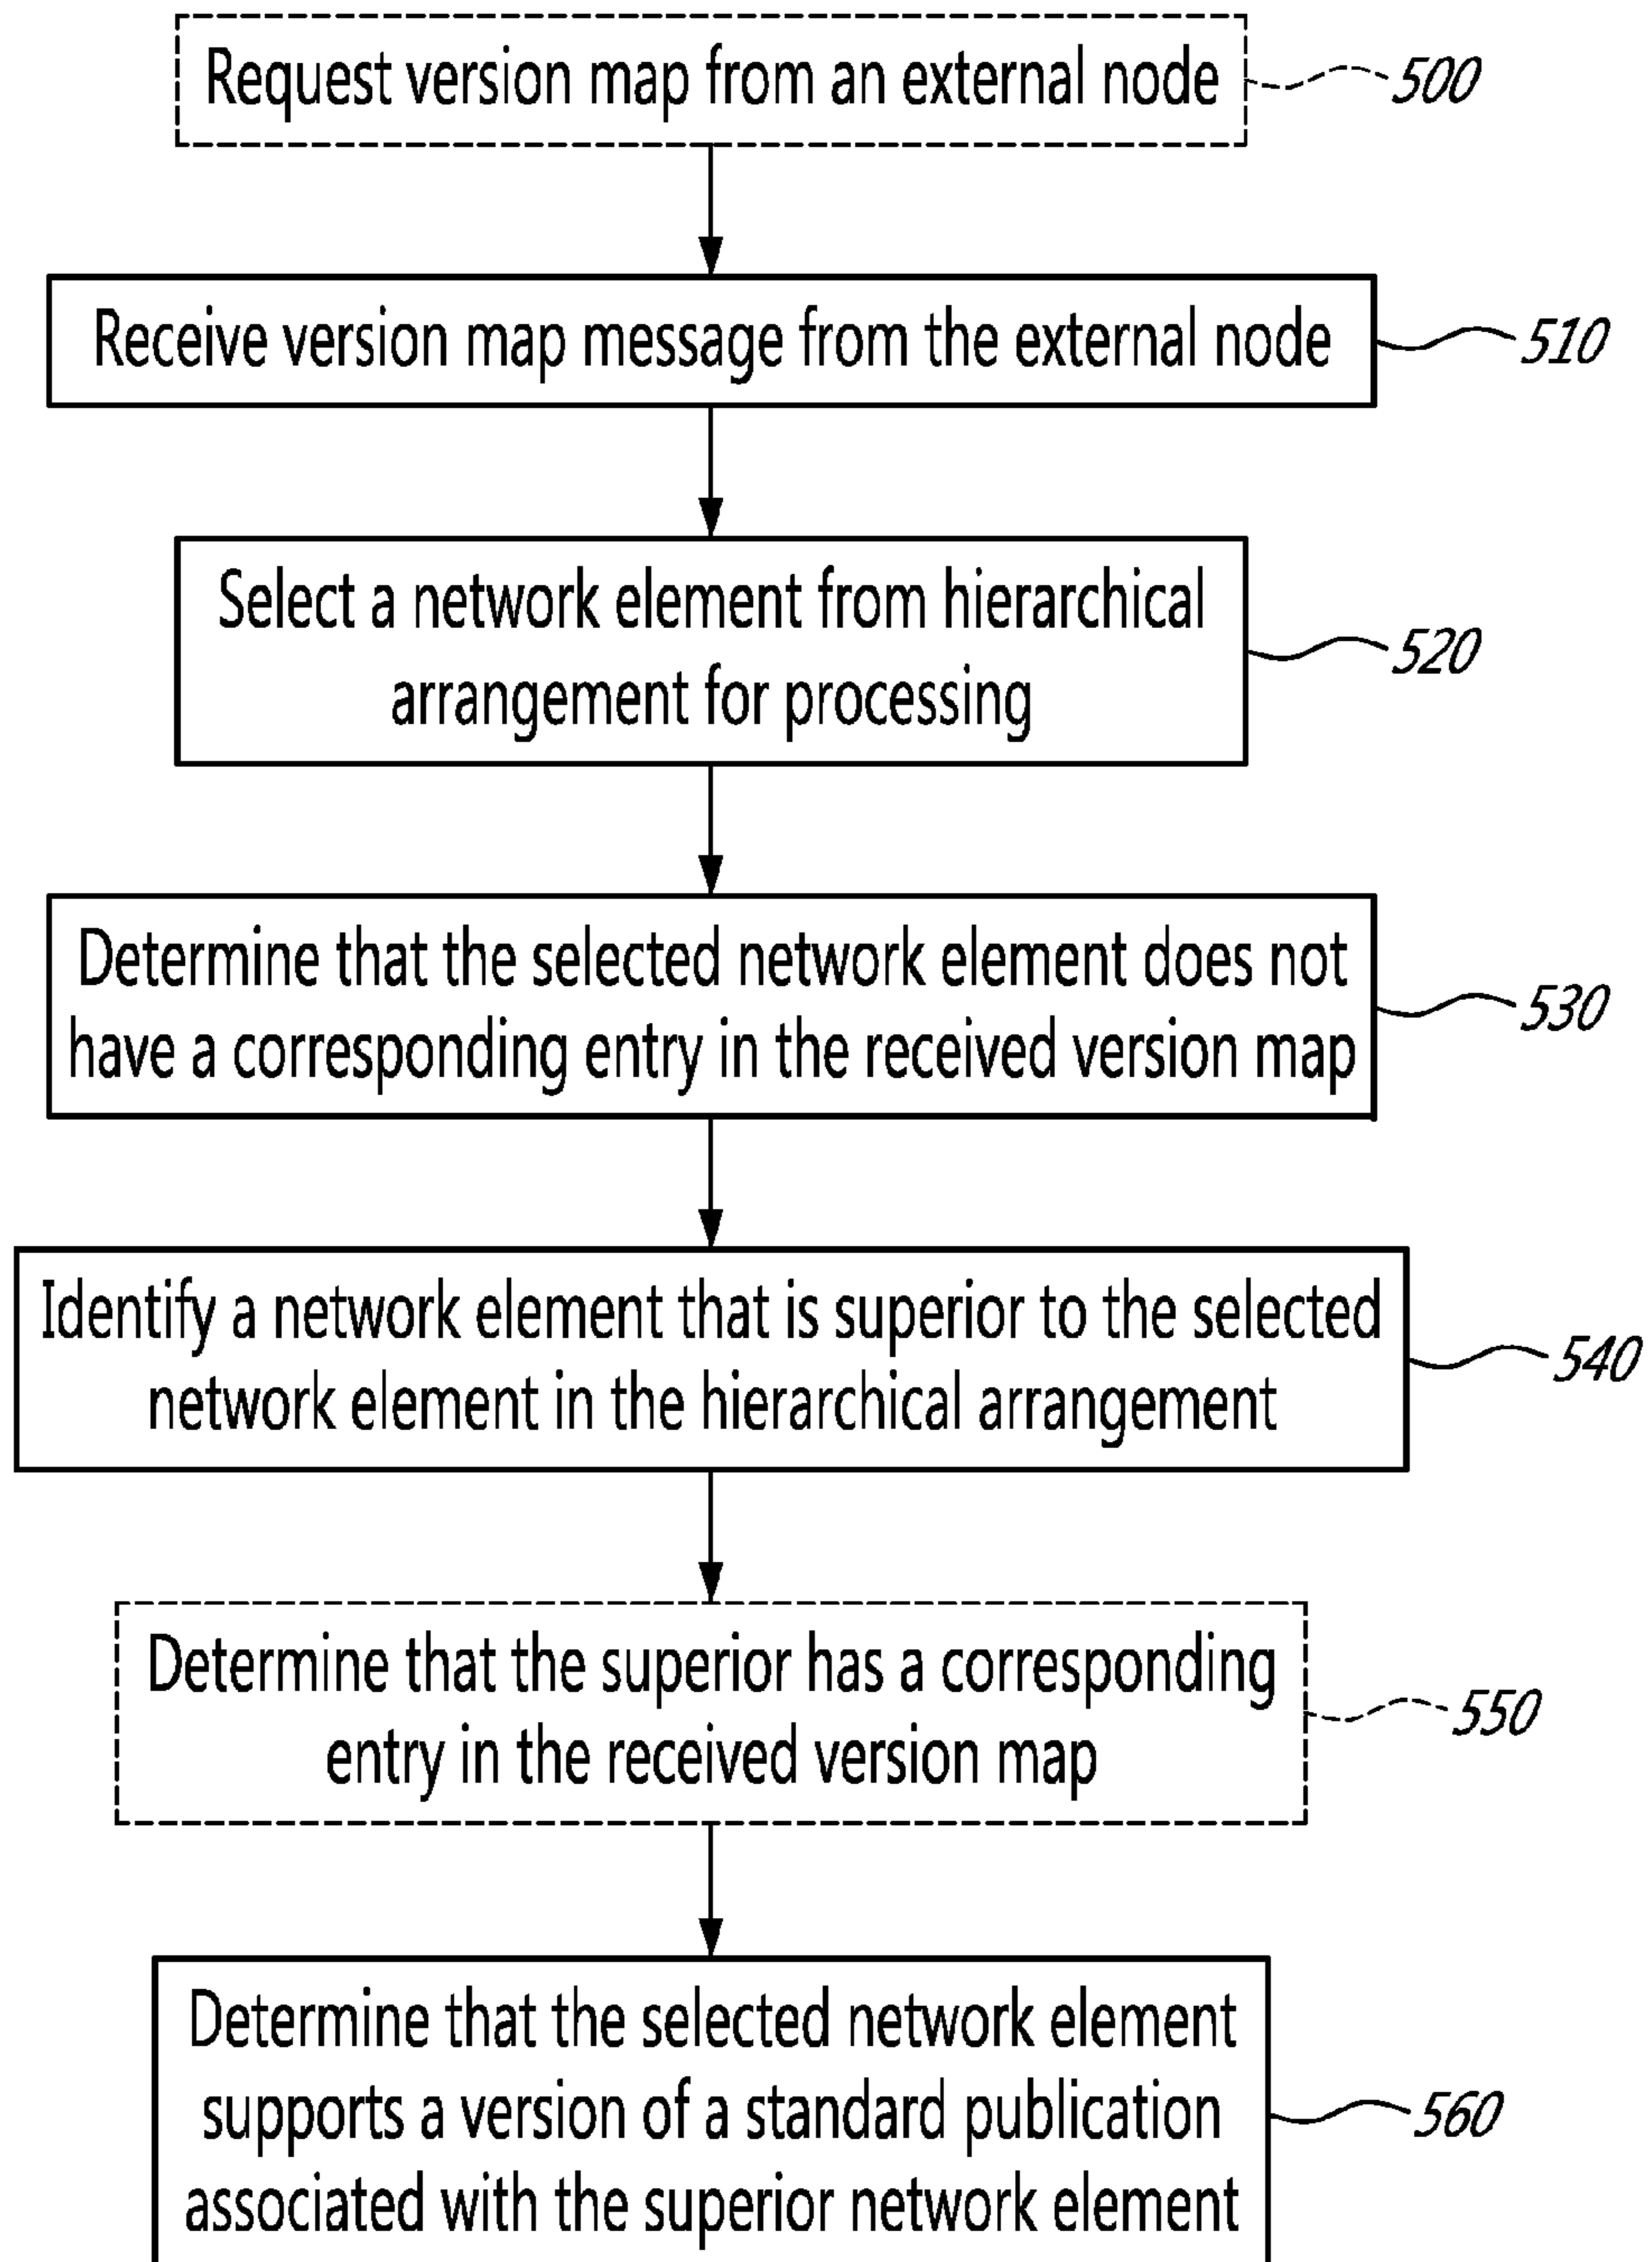 Request version map from an external node
500
Receive version map message from the external node
510
Select a network element from hierarchical
arrangement for processing
520
Determine that the selected network element does not
have a corresponding entry in the received version map
530
Identify a network element that is superior to the selected
network element in the hierarchical arrangement
540
Determine that the superior has a corresponding
entry in the received version map
550
Determine that the selected network element
supports a version of a standard publication
associated with the superior network element
560